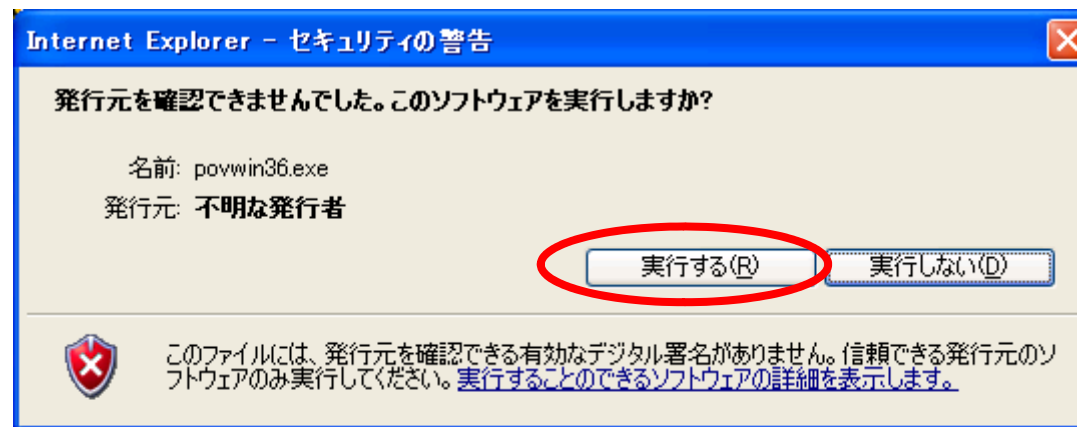 Internet Explorer - セキュリティの警告
発行元を確認できませんでした。このソフトウェアを実行しますか?
名前: povwin36.exe
発行元: 不明な発行者
実行する(R) 実行しない(D)
このファイルには、発行元を確認できる有効なデジタル署名がありません。信頼できる発行元のソ
フトウェアのみ実行してください。実行することのできるソフトウェアの詳細を表示します。